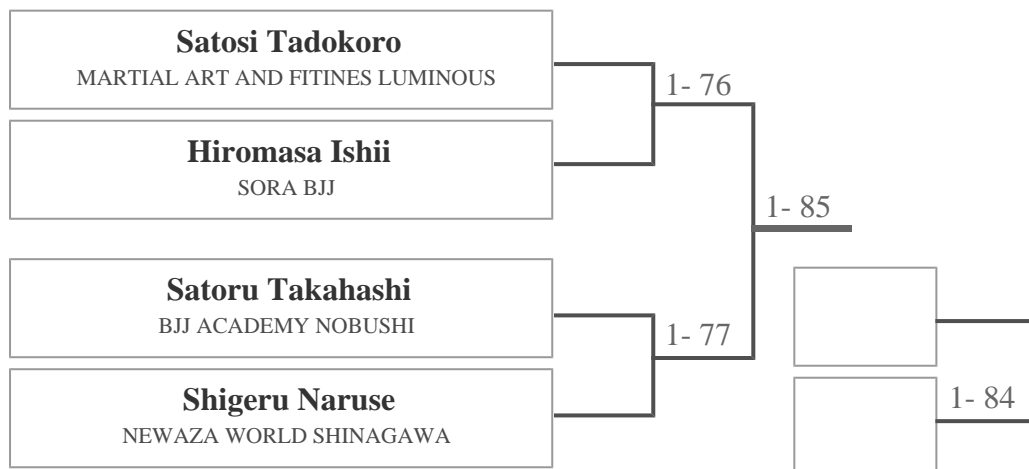 Satosi Tadokoro
MARTIAL ART AND FITINES LUMINOUS
1- 76
Hiromasa Ishii
SORA BJJ
1- 85
Satoru Takahashi
BJJ ACADEMY NOBUSHI
1- 77
Shigeru Naruse
NEWAZA WORLD SHINAGAWA
1- 84